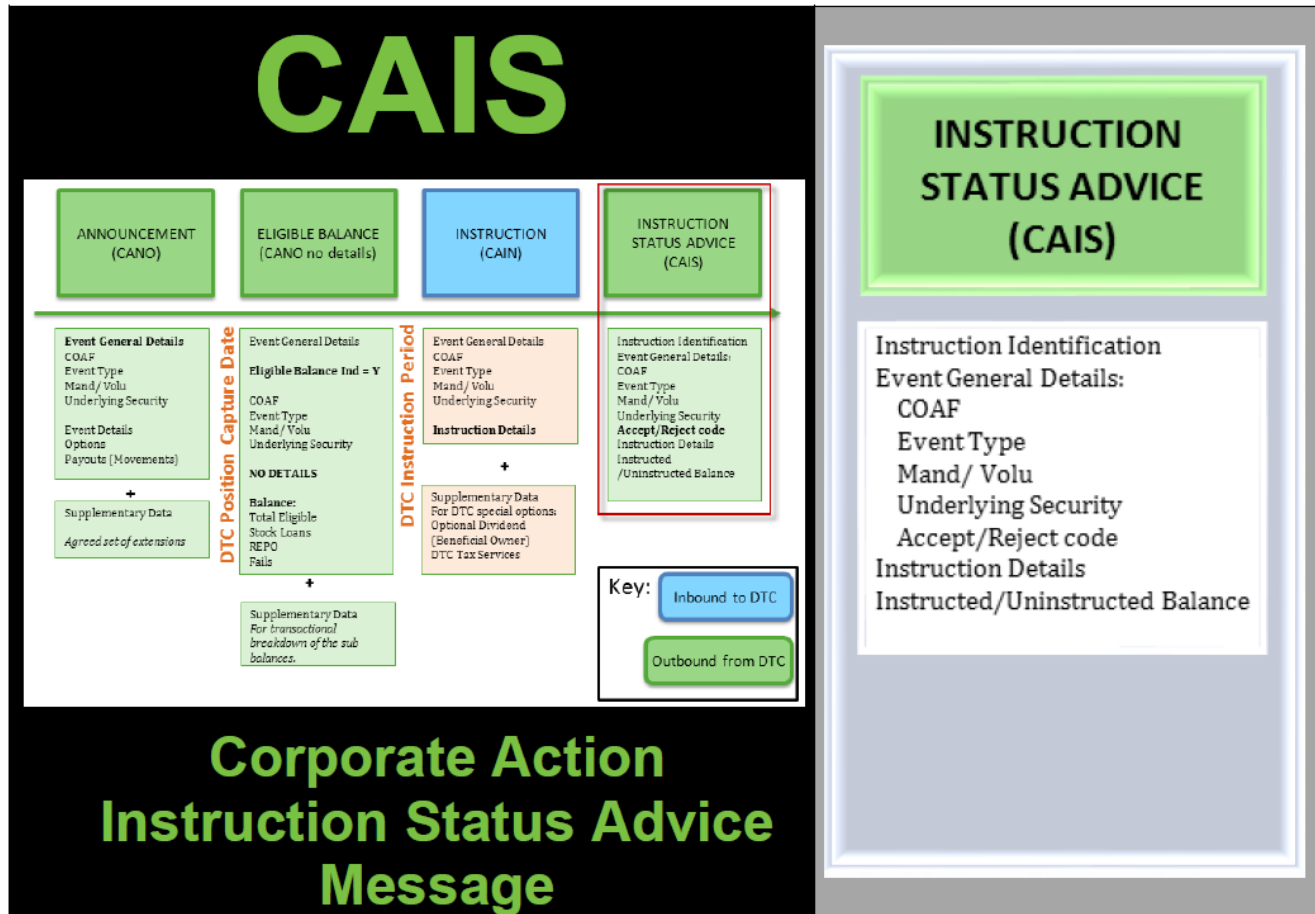 CAIS
ANNOUNCEMENT
(CANO)
ELIGIBLE BALANCE
(CANO no details)
INSTRUCTION
(CAIN)
INSTRUCTION
STATUS ADVICE
(CAIS)
Event General Details
COAF
Event Type
Mand/ Volu
Underlying Security
Event Details
Options
Payouts (Movements)
+
Supplementary Data
Agreed set of extensions
DTC Position Capture Date
Event General Details
Eligible Balance Ind = Y
COAF
Event Type
Mand/ Volu
Underlying Security
NO DETAILS
Balance:
Total Eligible
Stock Loans
REPO
Fails
+
Supplementary Data
For transactional
breakdown of the sub
balances.
DTC Instruction Period
Event General Details
COAF
Event Type
Mand/ Volu
Underlying Security
Instruction Details
+
Supplementary Data
For DTC special options:
Optional Dividend
(Beneficial Owner)
DTC Tax Services
Instruction Identification
Event General Details:
COAF
Event Type
Mand/ Volu
Underlying Security
Accept/Reject code
Instruction Details
Instructed
/Uninstructed Balance
Key:
Inbound to DTC
Outbound from DTC
Corporate Action
Instruction Status Advice
Message
INSTRUCTION
STATUS ADVICE
(CAIS)
Instruction Identification
Event General Details:
COAF
Event Type
Mand/ Volu
Underlying Security
Accept/Reject code
Instruction Details
Instructed/Uninstructed Balance